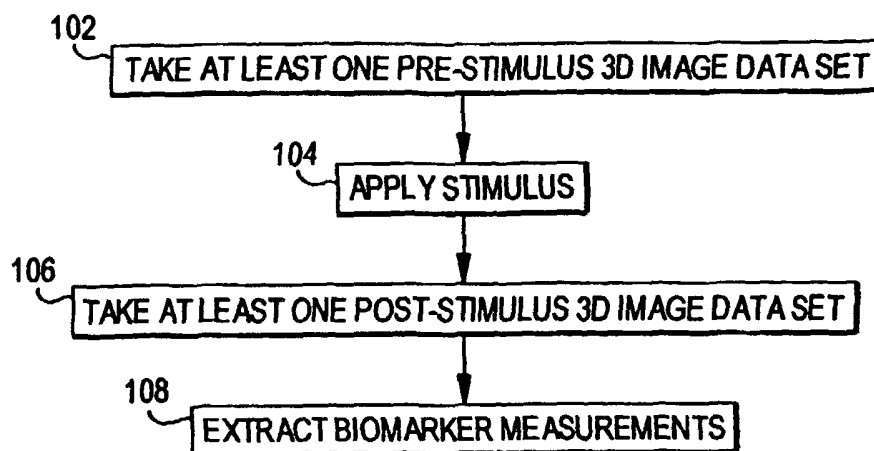 102
TAKE AT LEAST ONE PRE-STIMULUS 3D IMAGE DATA SET
104
APPLY STIMULUS
106
TAKE AT LEAST ONE POST-STIMULUS 3D IMAGE DATA SET
108
EXTRACT BIOMARKER MEASUREMENTS